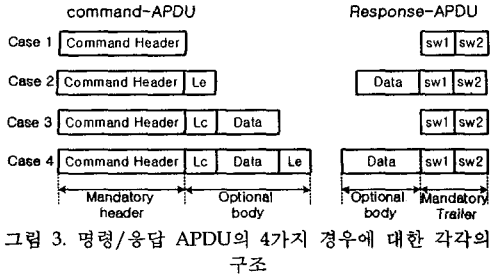 command-APDU Response-APDU
Case 1 Command Header sw1 sw2
Case 2 Command Header Le Data sw1 sw2
Case 3 Command Header Lc Data sw1 sw2
Case 4 Command Header Lc Data Le Data sw1 sw2
Mandatory Optional Optional Mandatory
header body body Trailer
그림 3. 명령/응답 APDU의 4가지 경우에 대한 각각의
구조